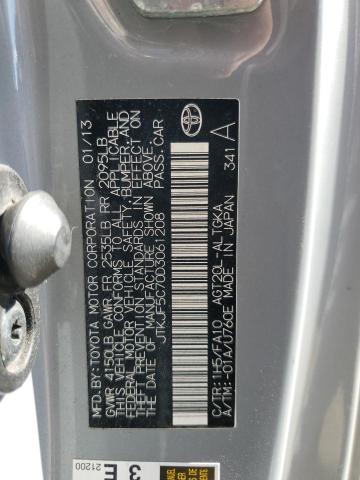 MFD. BY: TOYOTA MOTOR CORPORATION 01/13
GVWR 4150LB GAWR FR 2535LB RR 2095LB
THIS VEHICLE CONFORMS TO ALL APPLICABLE
FEDERAL MOTOR VEHICLE SAFETY, BUMPER, AND
THEFT PREVENTION STANDARDS IN EFFECT
ON THE DATE OF MANUFACTURE SHOWN ABOVE.
JTKJF5C70D3061208 PASS.CAR
C/TR: 1H5/FA10 AGT20L-ALTGKA
A/TM: -01A/U760E MADE IN JAPAN 341
A
21200
3
E